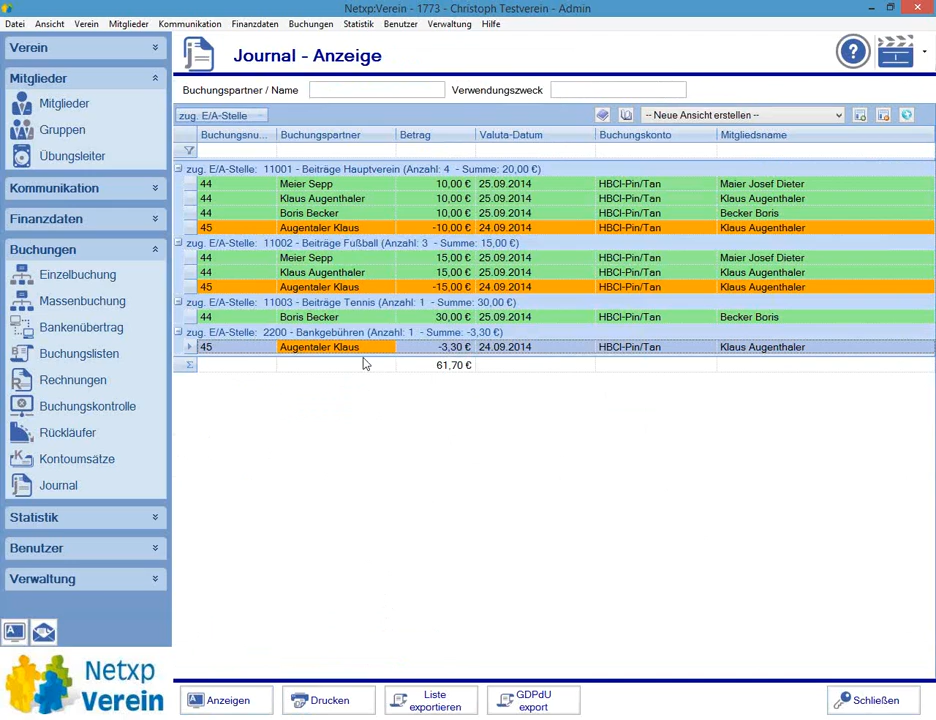 Netxp:Verein - 1773 - Christoph Testverein - Admin
Datei Ansicht Verein Mitglieder Kommunikation Finanzdaten Buchungen Statistik Benutzer Verwaltung Hilfe
Verein
Mitglieder
Mitglieder
Gruppen
Übungsleiter
Kommunikation
Finanzdaten
Buchungen
Einzelbuchung
Massenbuchung
Bankenübertrag
Buchungslisten
Rechnungen
Buchungskontrolle
Rückläufer
Kontoumsätze
Journal
Statistik
Benutzer
Verwaltung
Netxp
Verein
Journal - Anzeige
Buchungspartner / Name Verwendungszweck
zug. E/A-Stelle -- Neue Ansicht erstellen --
Buchungsnu... Buchungspartner Betrag Valuta-Datum Buchungskonto Mitgliedsname
zug. E/A-Stelle: 11001 - Beiträge Hauptverein (Anzahl: 4 - Summe: 20,00 €)
44 Meier Sepp 10,00 € 25.09.2014 HBCI-Pin/Tan Maier Josef Dieter
44 Klaus Augenthaler 10,00 € 25.09.2014 HBCI-Pin/Tan Klaus Augenthaler
44 Boris Becker 10,00 € 25.09.2014 HBCI-Pin/Tan Becker Boris
45 Augentaler Klaus -10,00 € 24.09.2014 HBCI-Pin/Tan Klaus Augenthaler
zug. E/A-Stelle: 11002 - Beiträge Fußball (Anzahl: 3 - Summe: 15,00 €)
44 Meier Sepp 15,00 € 25.09.2014 HBCI-Pin/Tan Maier Josef Dieter
44 Klaus Augenthaler 15,00 € 25.09.2014 HBCI-Pin/Tan Klaus Augenthaler
45 Augentaler Klaus -15,00 € 24.09.2014 HBCI-Pin/Tan Klaus Augenthaler
zug. E/A-Stelle: 11003 - Beiträge Tennis (Anzahl: 1 - Summe: 30,00 €)
44 Boris Becker 30,00 € 25.09.2014 HBCI-Pin/Tan Becker Boris
zug. E/A-Stelle: 2200 - Bankgebühren (Anzahl: 1 - Summe: -3,30 €)
45 Augentaler Klaus -3,30 € 24.09.2014 HBCI-Pin/Tan Klaus Augenthaler
Σ 61,70 €
Anzeigen Drucken Liste exportieren GDPdU export Schließen